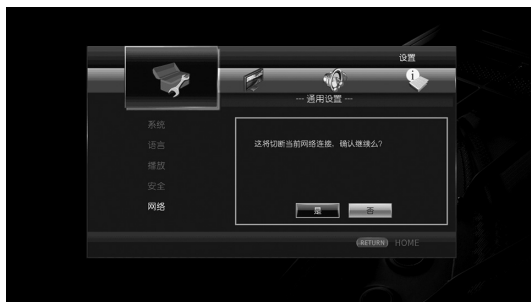 设置
--- 通用设置 ---
系统
语言
播放
安全
网络
这将切断当前网络连接，确认继续么?
是
否
RETURN HOME